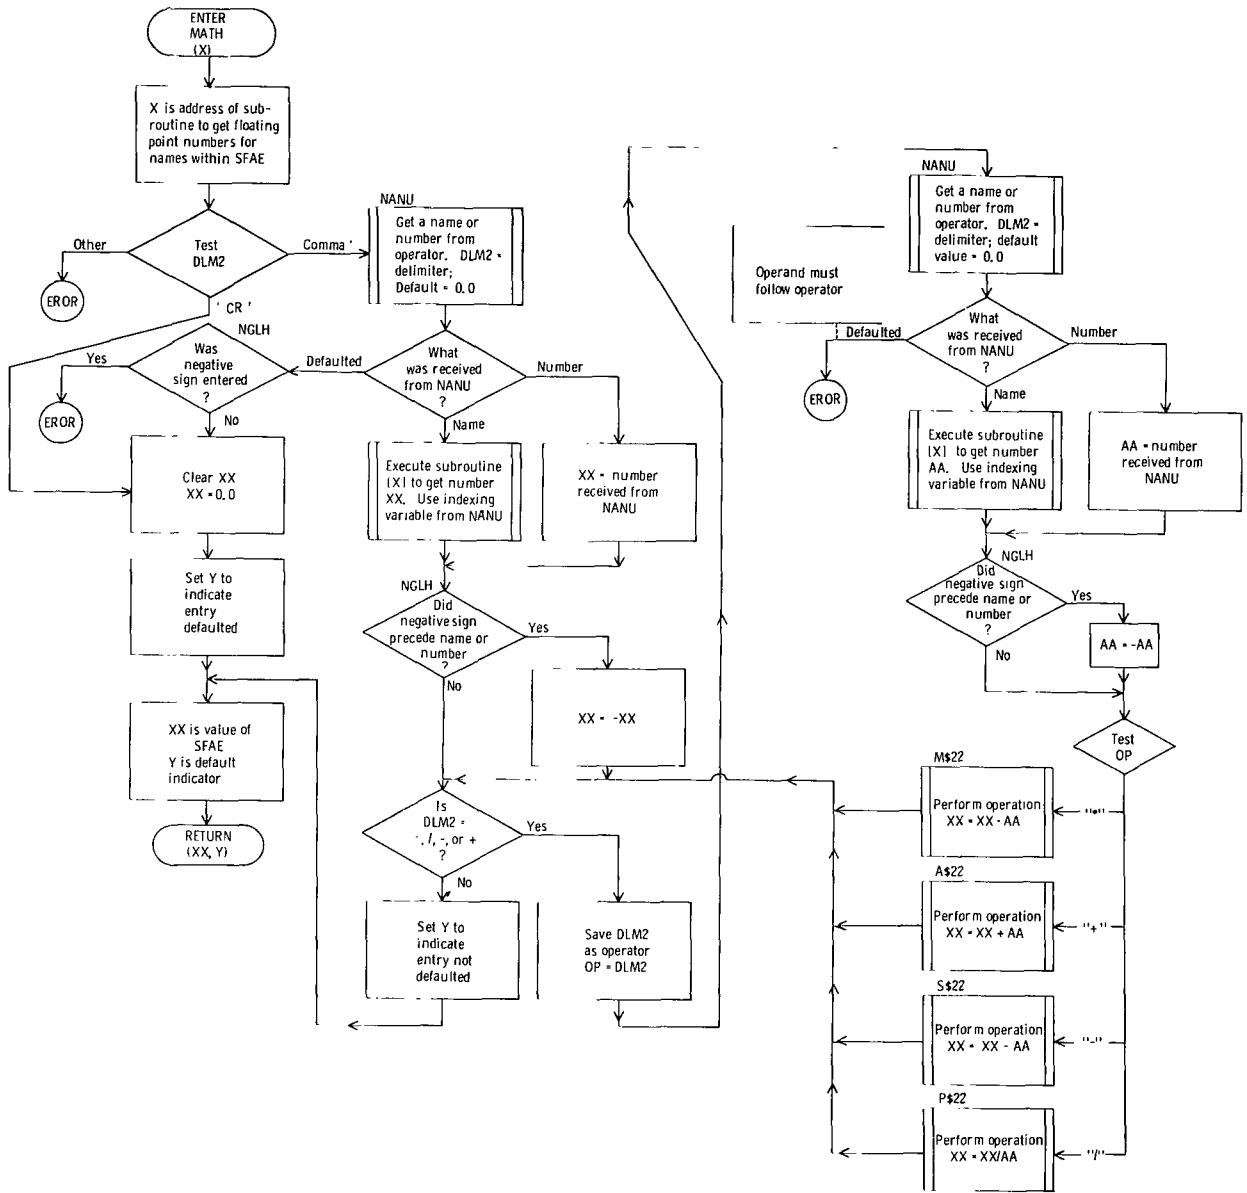 ENTER
MATH
(X)
X is address of sub-
routine to get floating
point numbers for
names within SFAE
Test
DLM2
Other
EROR
Comma '
' CR '
NANU
Get a name or
number from
operator. DLM2 =
delimiter;
Default = 0.0
What
was received
from NANU
?
Defaulted
Number
Name
NGLH
Was
negative
sign entered
?
Yes
EROR
No
Clear XX
XX = 0.0
Set Y to
indicate
entry
defaulted
XX is value of
SFAE
Y is default
indicator
RETURN
(XX, Y)
Execute subroutine
[X] to get number
XX. Use indexing
variable from NANU
XX = number
received from
NANU
NGLH
Did
negative sign
precede name or
number
?
Yes
No
XX = -XX
Is
DLM2 =
·, /, -, or +
?
Yes
No
Set Y to
indicate
entry not
defaulted
Save DLM2
as operator
OP = DLM2
NANU
Get a name or
number from
operator. DLM2 =
delimiter; default
value = 0.0
Operand must
follow operator
What
was received
from NANU
?
Defaulted
EROR
Number
Name
Execute subroutine
[X] to get number
AA. Use indexing
variable from NANU
AA = number
received from
NANU
NGLH
Did
negative sign
precede name or
number
?
Yes
No
AA = -AA
Test
OP
M$22
Perform operation
XX = XX · AA
"•"
A$22
Perform operation
XX = XX + AA
"+"
S$22
Perform operation
XX = XX - AA
"-"
P$22
Perform operation
XX = XX/AA
"/"